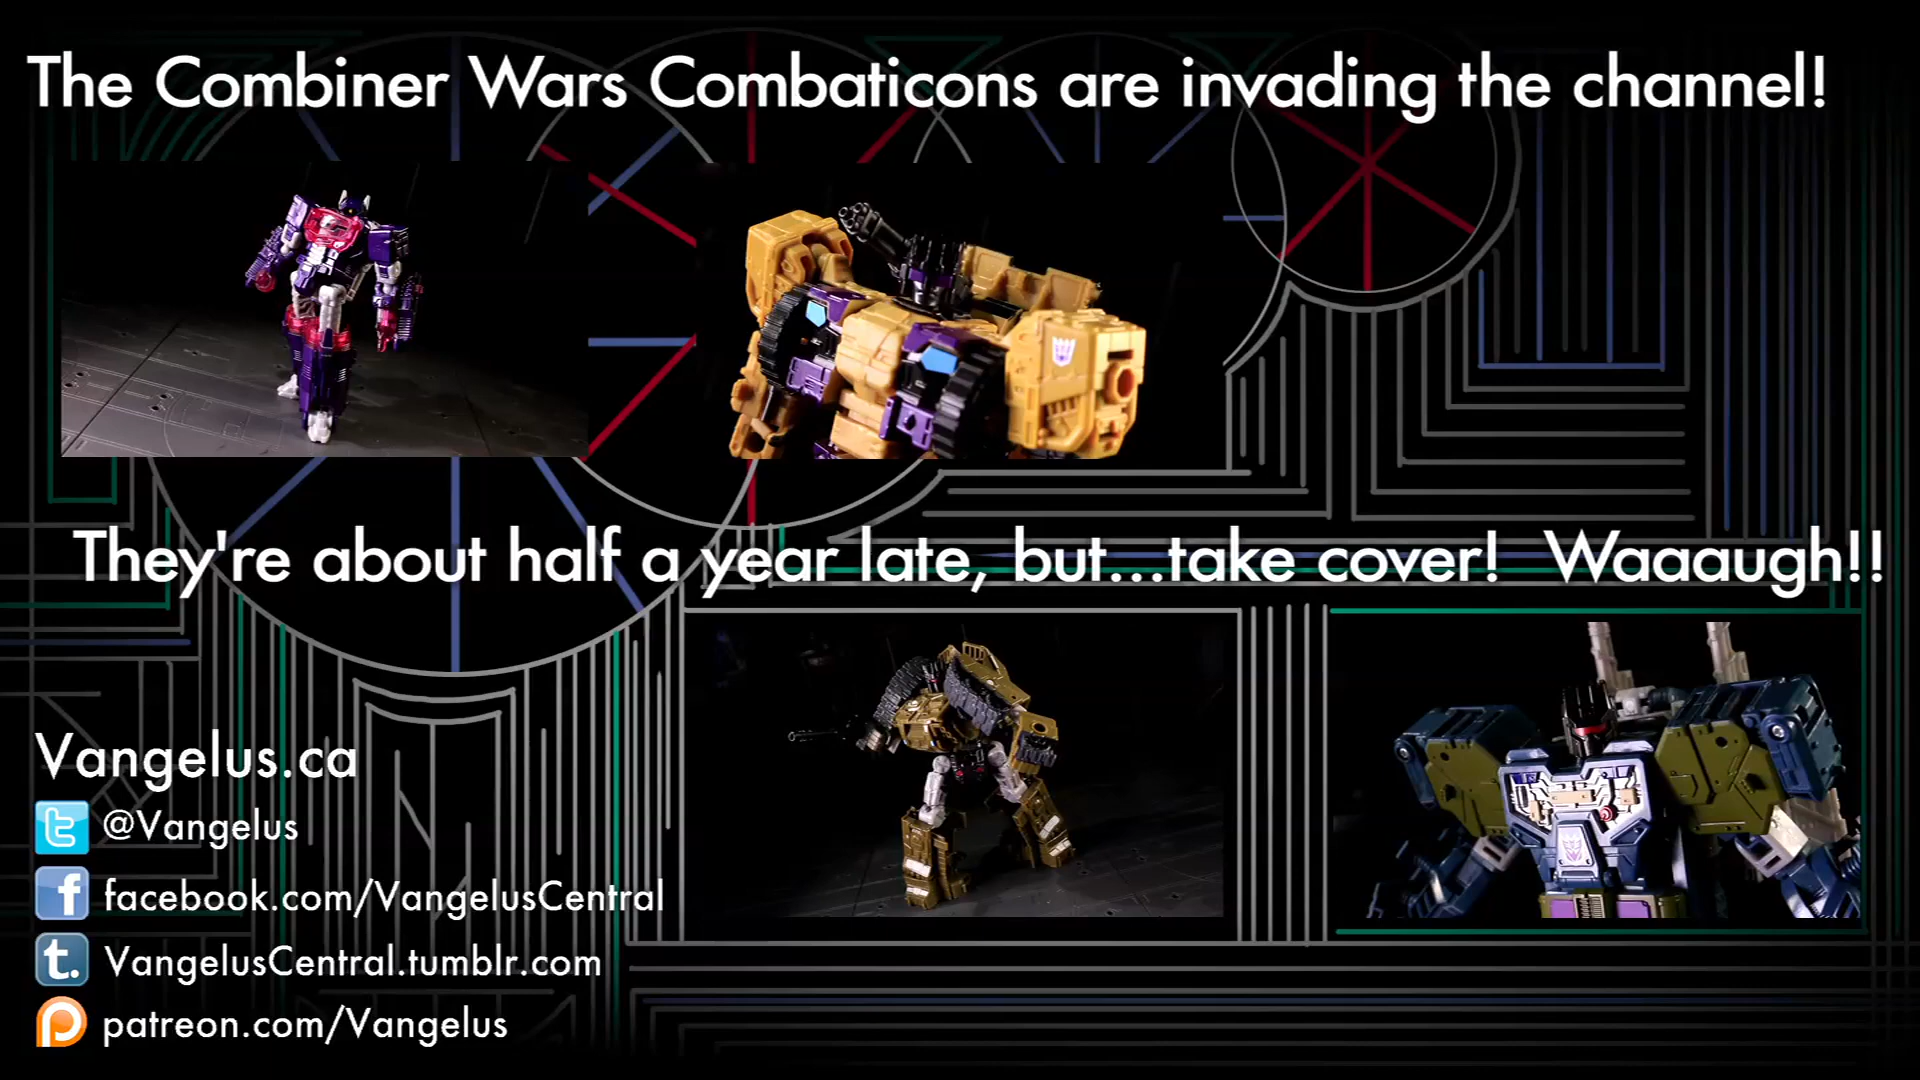 The Combiner Wars Combaticons are invading the channel!
They're about half a year late, but...take cover!  Waaaugh!!
Vangelus.ca
@Vangelus
facebook.com/VangelusCentral
VangelusCentral.tumblr.com
patreon.com/Vangelus